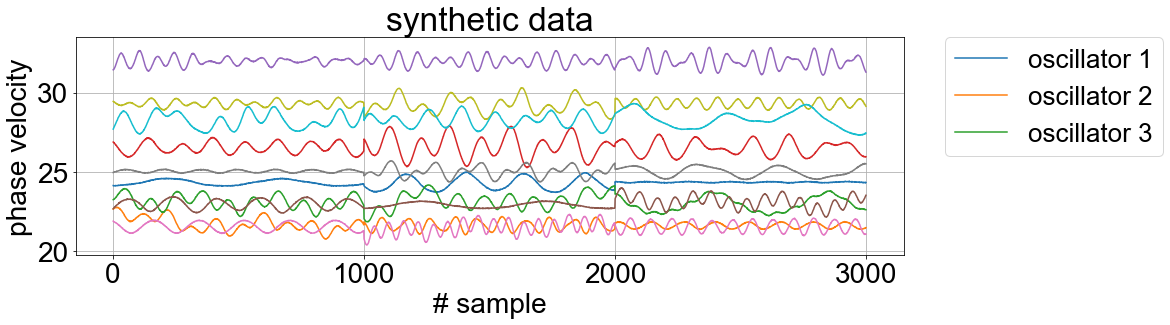 synthetic data
phase velocity
30
25
20
0
1000
2000
3000
# sample
oscillator 1
oscillator 2
oscillator 3